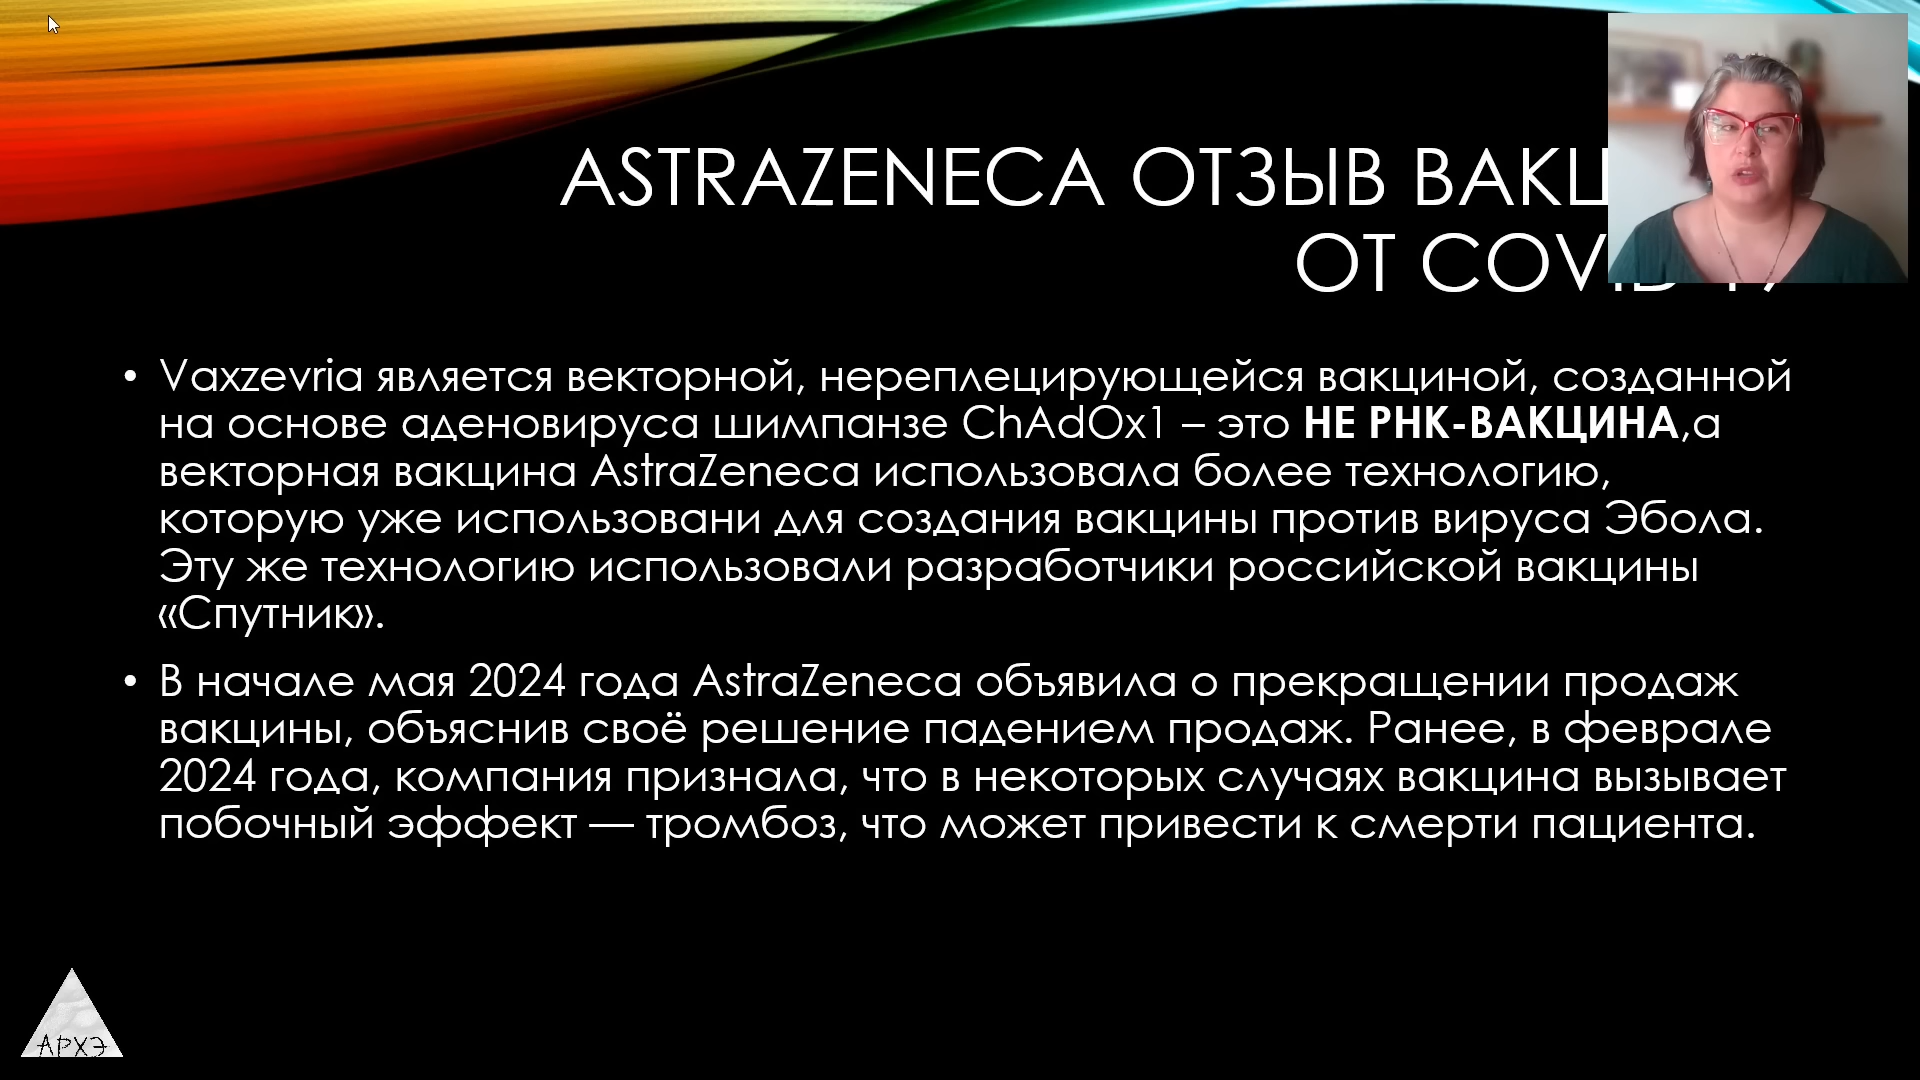 ASTRAZENECA ОТЗЫВ
ОТ
• Vaxzevria является векторной, нереплецирующейся вакциной, созданной
на основе аденовируса шимпанзе ChAdOx1 – это НЕ РНК-ВАКЦИНА,а
векторная вакцина AstraZeneca использовала более технологию,
которую уже использовани для создания вакцины против вируса Эбола.
Эту же технологию использовали разработчики российской вакцины
«Спутник».
• В начале мая 2024 года AstraZeneca объявила о прекращении продаж
вакцины, объяснив своё решение падением продаж. Ранее, в феврале
2024 года, компания признала, что в некоторых случаях вакцина вызывает
побочный эффект — тромбоз, что может привести к смерти пациента.
АРХЭ